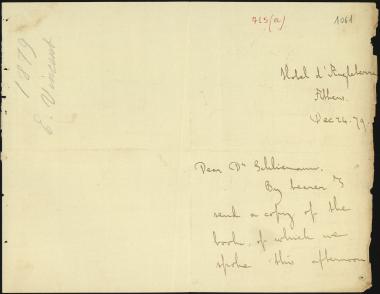 715(a)
1061
1879
E. Vincent
Hotel d'Angleterre
Athens.
Dec 24. 79.
Dear Dr Schliemann.
By bearer I
send a copy of the
book, of which we
spoke this afternoon